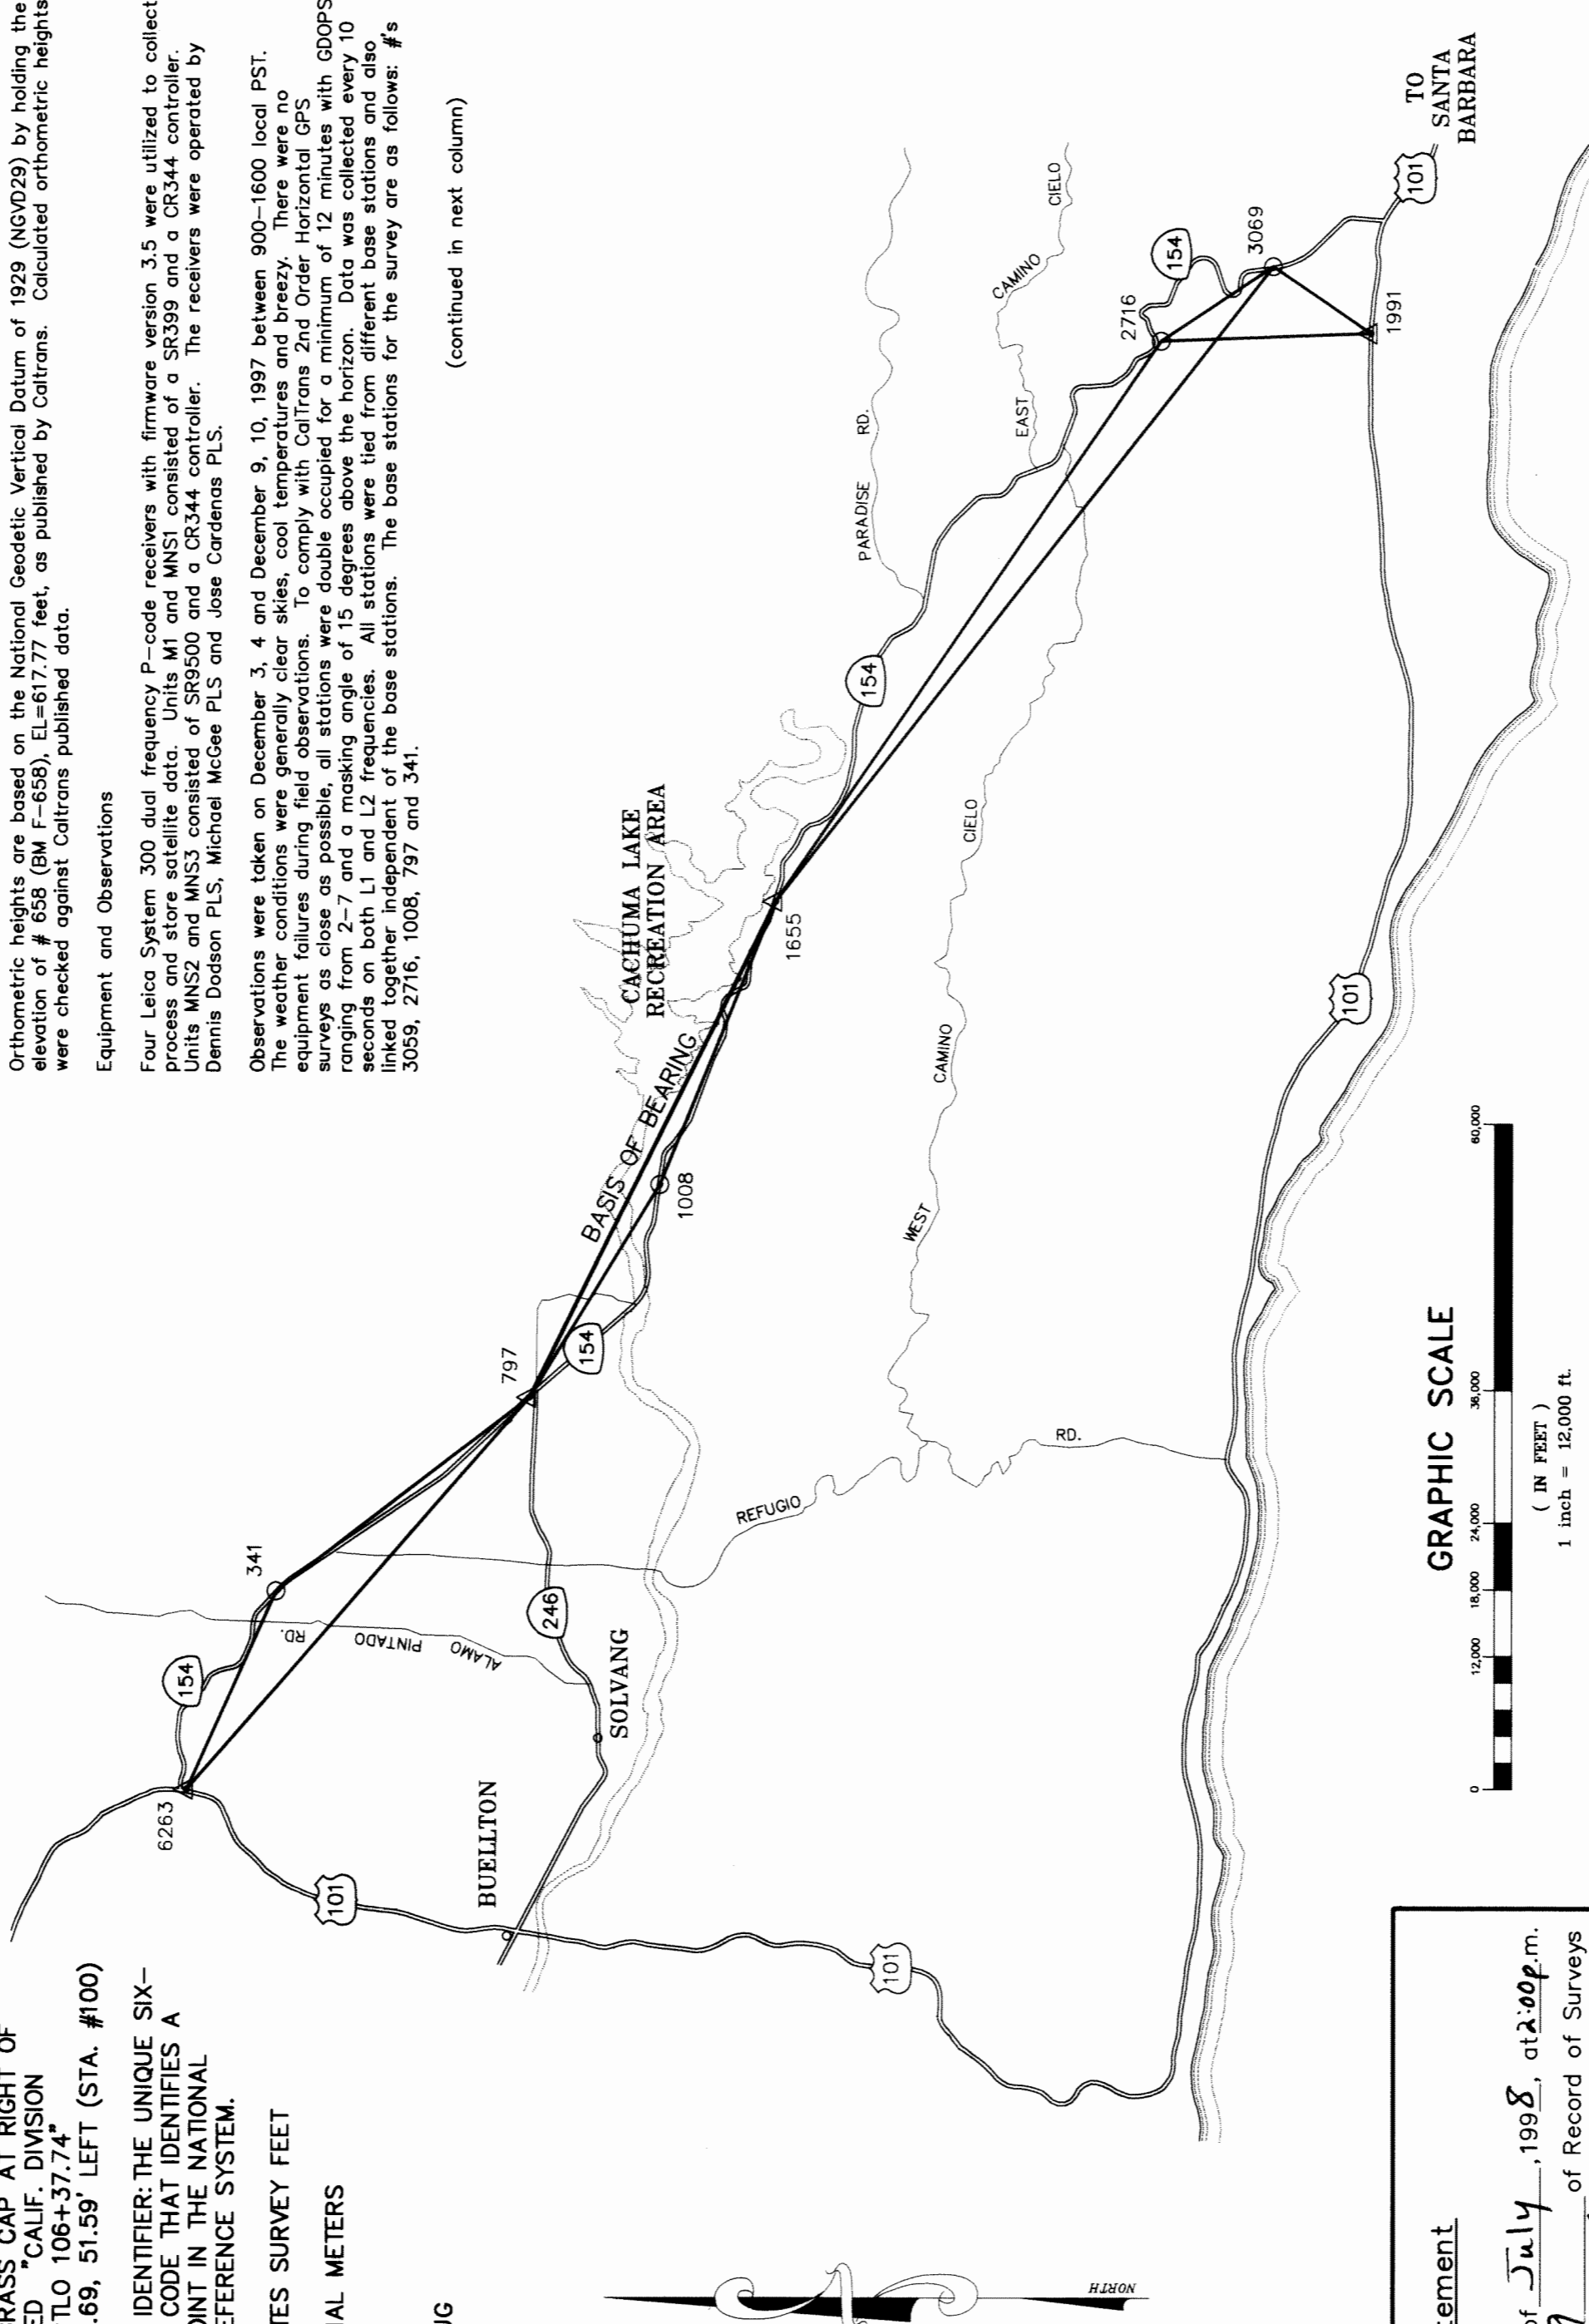 Orthometric heights are based on the National Geodetic Vertical Datum of 1929 (NGVD29) by holding the
elevation of # 658 (BM F-658), EL=617.77 feet, as published by Caltrans. Calculated orthometric heights
were checked against Caltrans published data.
Equipment and Observations
Four Leica System 300 dual frequency P-code receivers with firmware version 3.5 were utilized to collect
process and store satellite data. Units M1 and MNS1 consisted of a SR399 and a CR344 controller.
Units MNS2 and MNS3 consisted of SR9500 and a CR344 controller. The receivers were operated by
Dennis Dodson PLS, Michael McGee PLS and Jose Cardenas PLS.
Observations were taken on December 3, 4 and December 9, 10, 1997 between 900-1600 local PST.
The weather conditions were generally clear skies, cool temperatures and breezy. There were no
equipment failures during field observations. To comply with CalTrans 2nd Order Horizontal GPS
surveys as close as possible, all stations were double occupied for a minimum of 12 minutes with GDOPS
ranging from 2-7 and a masking angle of 15 degrees above the horizon. Data was collected every 10
seconds on both L1 and L2 frequencies. All stations were tied from different base stations and also
linked together independent of the base stations. The base stations for the survey are as follows: #'s
3059, 2716, 1008, 797 and 341.
(continued in next column)
RASS CAP AT RIGHT OF
ED "CALIF. DIVISION
TLO 106+37.74"
.69, 51.59' LEFT (STA. #100)
IDENTIFIER: THE UNIQUE SIX-
CODE THAT IDENTIFIES A
OINT IN THE NATIONAL
EFERENCE SYSTEM.
TES SURVEY FEET
AL METERS
UG
6263
154
341
101
ALAMO
PINTADO
RD.
BUELLTON
SOLVANG
246
797
154
BASIS OF BEARING
1008
CACHUMA LAKE
RECREATION AREA
1655
154
PARADISE
RD.
REFUGIO
RD.
WEST
CAMINO
CIELO
EAST
CAMINO
CIELO
2716
154
3069
1991
101
TO
SANTA
BARBARA
101
101
NORTH
GRAPHIC SCALE
0
12,000
18,000
24,000
36,000
60,000
( IN FEET )
1 inch = 12,000 ft.
tement
of July, 1998, at 2:00p.m.
of Record of Surveys